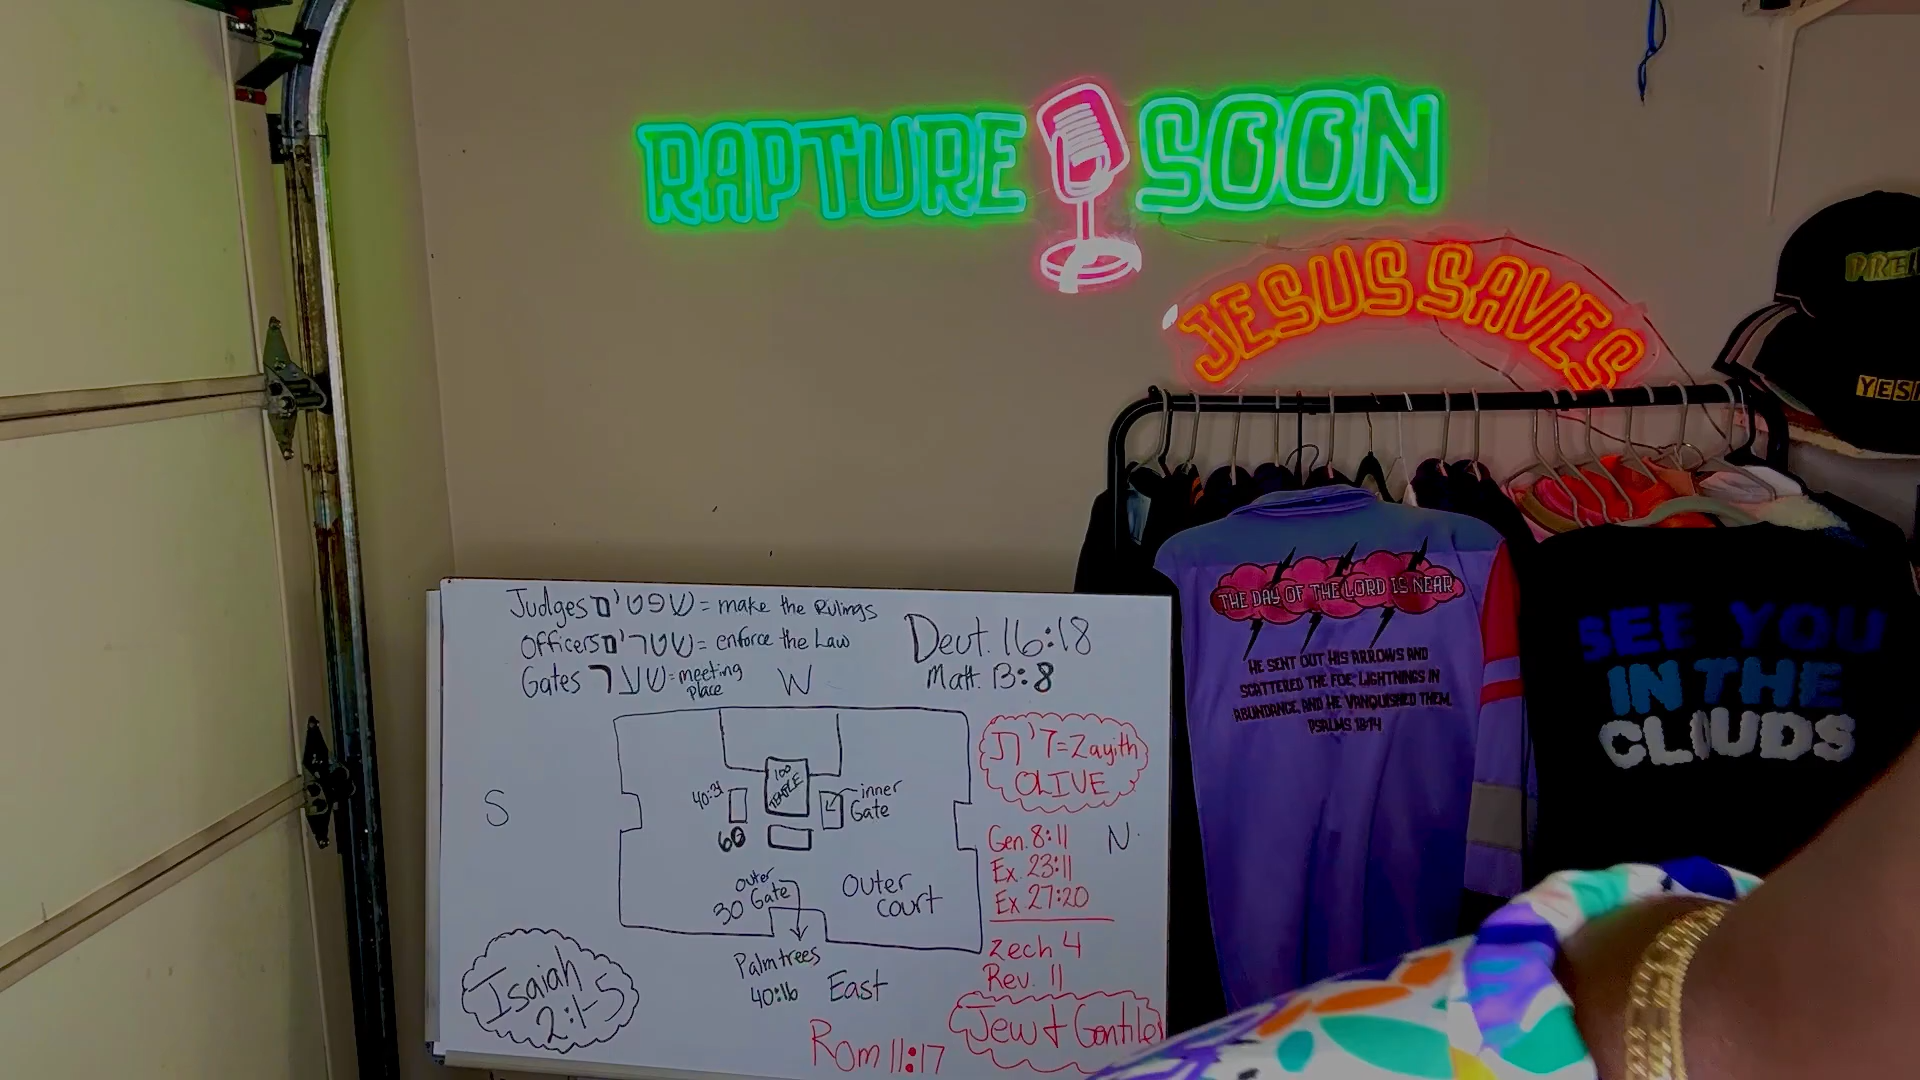 RAPTURE SOON
JESUS SAVES
YES
Judges שפטים = make the Rulings
Officers שטרים = enforce the Law
Gates שער = meeting place
Deut. 16:18
Matt. 13:8
W
100
TEMPLE
40:31
60
inner Gate
S
N
outer Gate
30
outer court
Palm trees
40:16
East
Isaiah 2:1-5
זית = Zayith
OLIVE
Gen. 8:11
Ex 23:11
Ex. 27:20
Zech 4
Rev. 11
Jew & Gentile
Rom 11:17
THE DAY OF THE LORD IS NEAR
HE SENT OUT HIS ARROWS AND
SCATTERED THE FOE, LIGHTNINGS IN
ABUNDANCE, AND HE VANQUISHED THEM.
PSALMS 18:14
SEE YOU
IN THE
CLOUDS